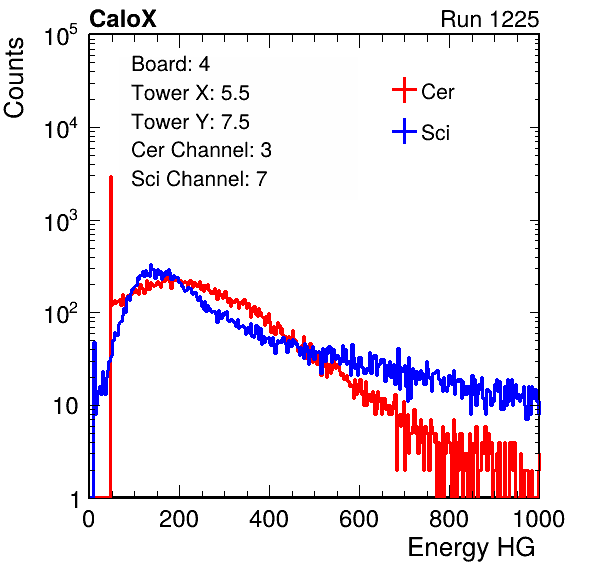 CaloX Run 1225
Board: 4
Tower X: 5.5
Tower Y: 7.5
Cer Channel: 3
Sci Channel: 7
Cer
Sci
Counts
10^5
10^4
10^3
10^2
10
1
0 200 400 600 800 1000
Energy HG